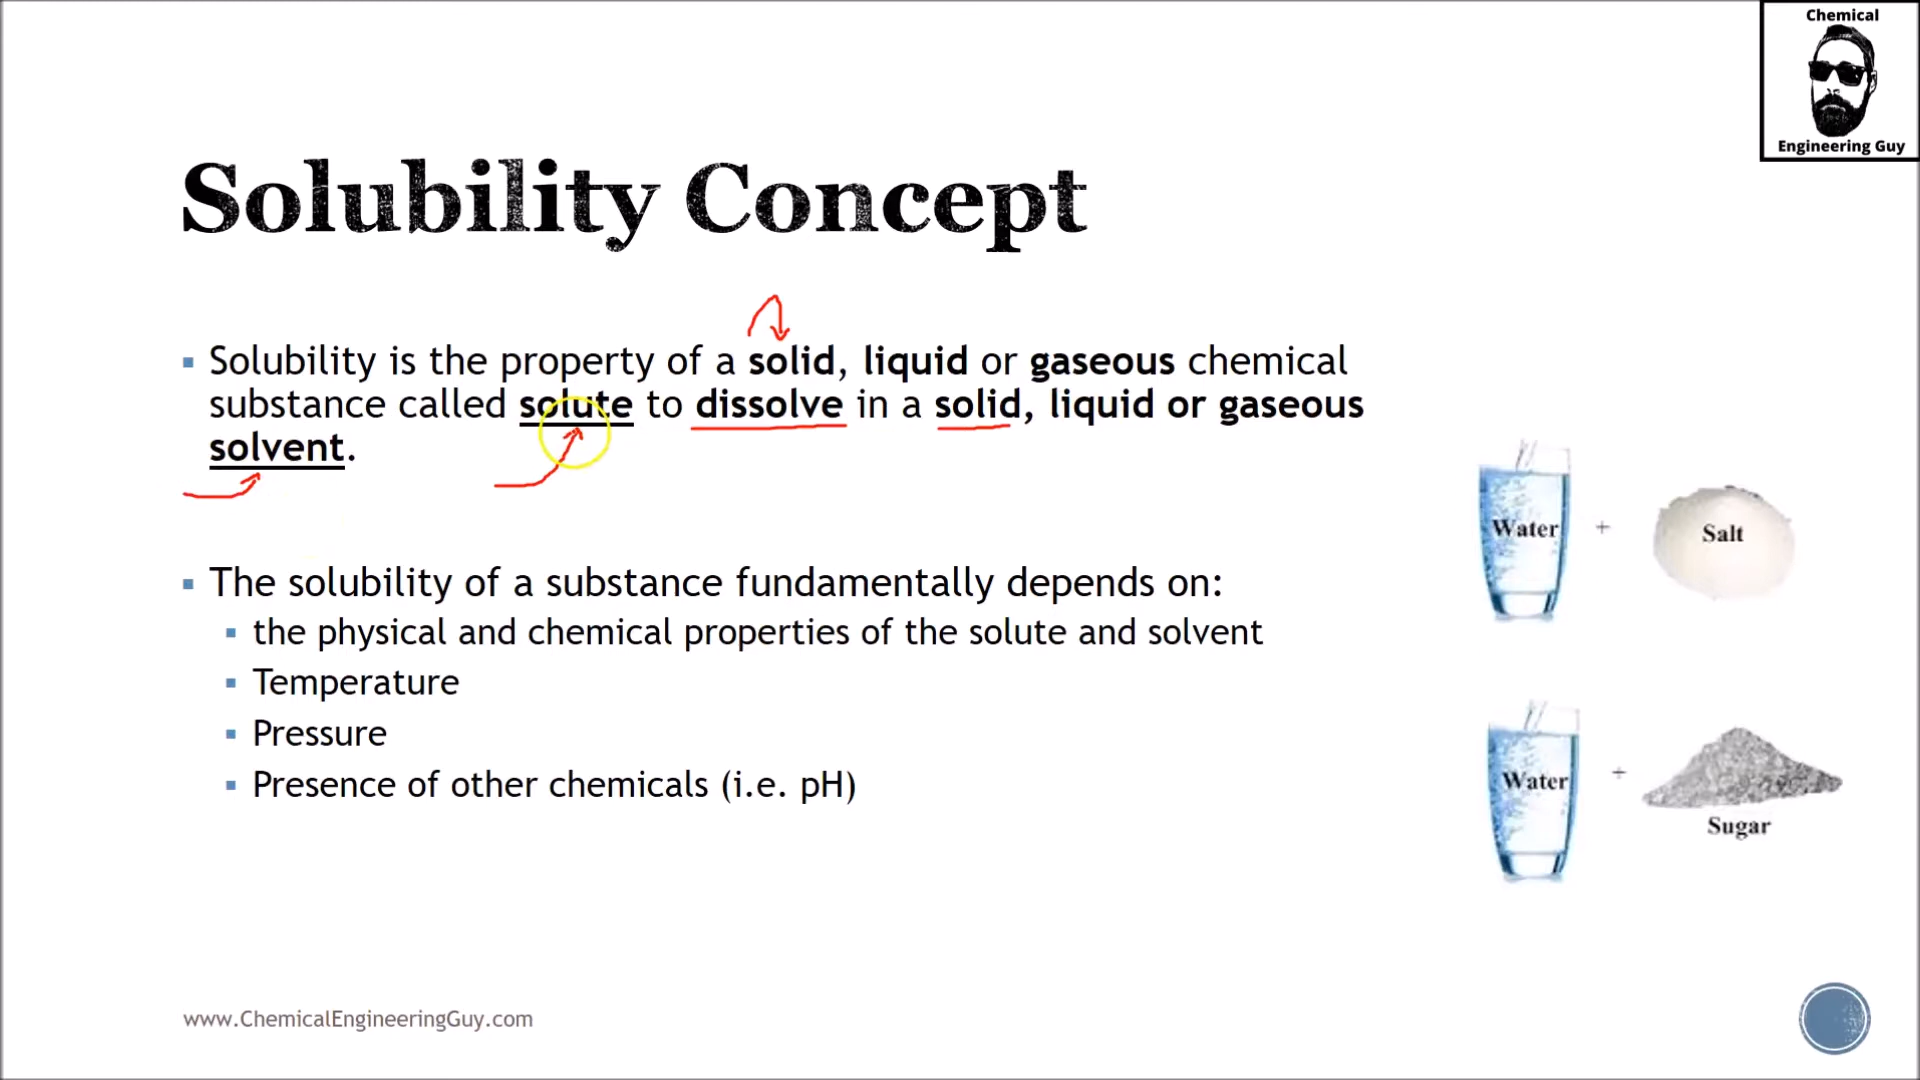 Chemical
Engineering Guy
Solubility Concept
▪ Solubility is the property of a solid, liquid or gaseous chemical
substance called solute to dissolve in a solid, liquid or gaseous
solvent.
▪ The solubility of a substance fundamentally depends on:
▪ the physical and chemical properties of the solute and solvent
▪ Temperature
▪ Pressure
▪ Presence of other chemicals (i.e. pH)
Water + Salt
Water + Sugar
www.ChemicalEngineeringGuy.com